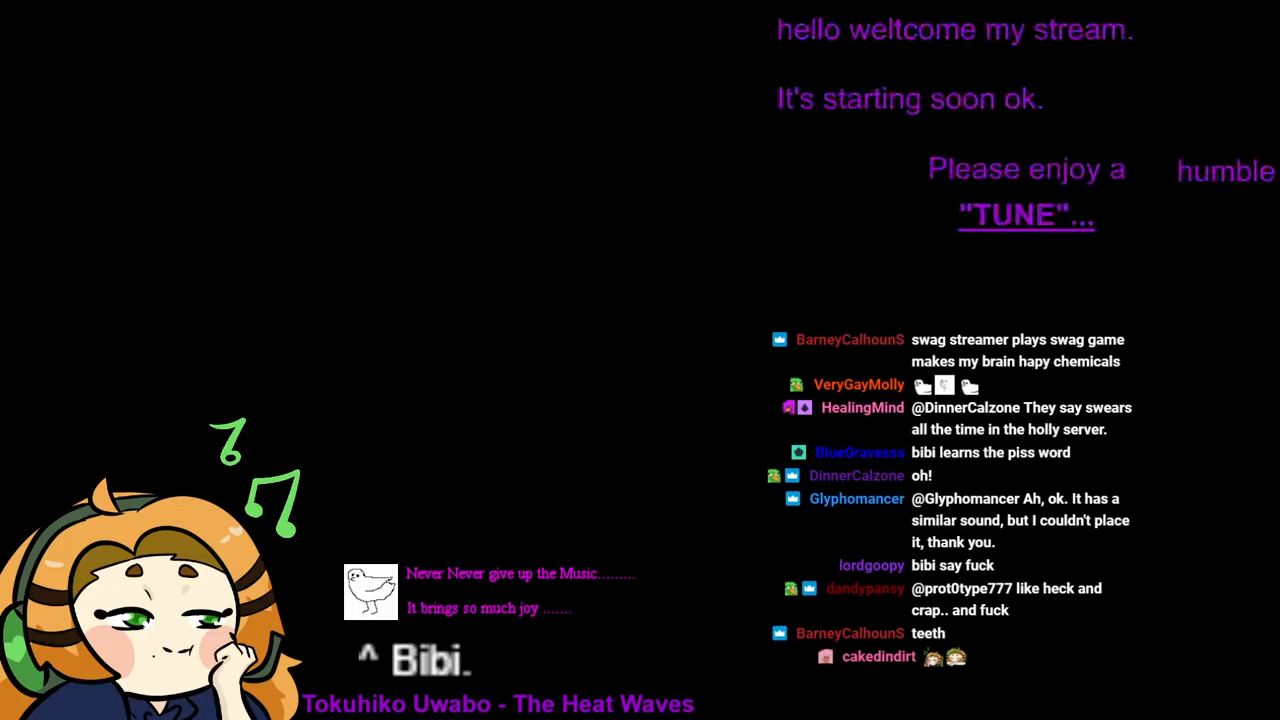 hello weltcome my stream.
It's starting soon ok.
Please enjoy a humble
"TUNE"...
BarneyCalhounS swag streamer plays swag game
makes my brain hapy chemicals
VeryGayMolly
HealingMind @DinnerCalzone They say swears
all the time in the holly server.
BlueGravesss bibi learns the piss word
DinnerCalzone oh!
Glyphomancer @Glyphomancer Ah, ok. It has a
similar sound, but I couldn't place
it, thank you.
lordgoopy bibi say fuck
dandypansy @prot0type777 like heck and
crap.. and fuck
BarneyCalhounS teeth
cakedindirt
Never Never give up the Music.........
It brings so much joy .......
^ Bibi.
Tokuhiko Uwabo - The Heat Waves